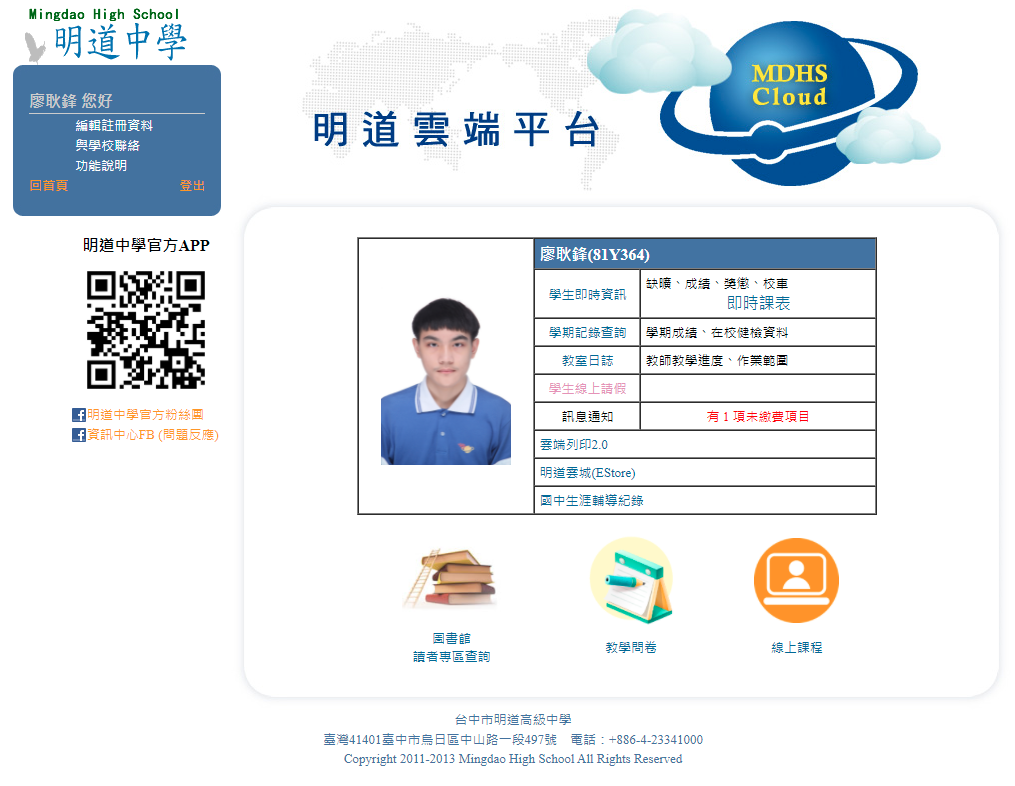 Mingdao High School
明道中學
MDHS
Cloud
明道雲端平台
廖耿鋒 您好
編輯註冊資料
與學校聯絡
功能說明
回首頁 登出
明道中學官方APP
明道中學官方粉絲團
資訊中心FB (問題反應)
廖耿鋒(81Y364)
學生即時資訊 缺曠、成績、獎懲、校車
即時課表
學期記錄查詢 學期成績、在校健檢資料
教室日誌 教師教學進度、作業範圍
學生線上請假
訊息通知 有 1 項未繳費項目
雲端列印2.0
明道雲城(EStore)
國中生涯輔導紀錄
圖書館
讀者專區查詢
教學問卷
線上課程
台中市明道高級中學
臺灣41401臺中市烏日區中山路一段497號 電話：+886-4-23341000
Copyright 2011-2013 Mingdao High School All Rights Reserved